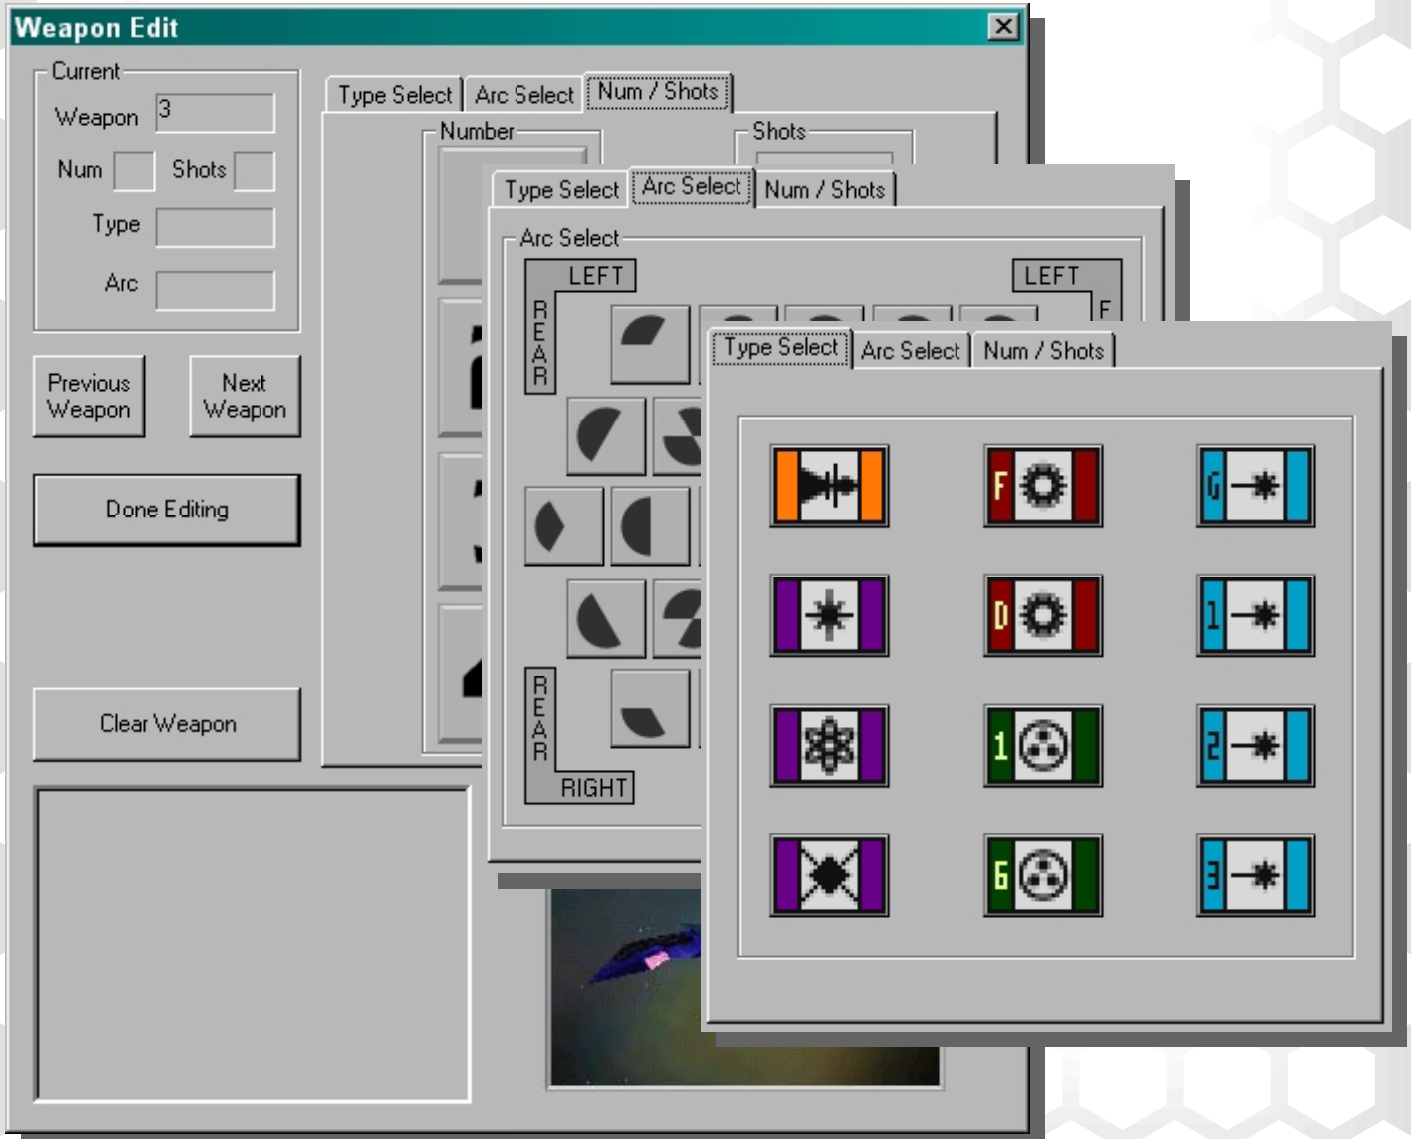 Weapon Edit
Current
Weapon 3
Num Shots
Type
Arc
Previous
Weapon
Next
Weapon
Done Editing
Clear Weapon
Type Select Arc Select Num / Shots
Number Shots
Type Select Arc Select Num / Shots
Arc Select
LEFT
REAR
LEFT
F
REAR
RIGHT
Type Select Arc Select Num / Shots
F G
D 1
1 2
6 3